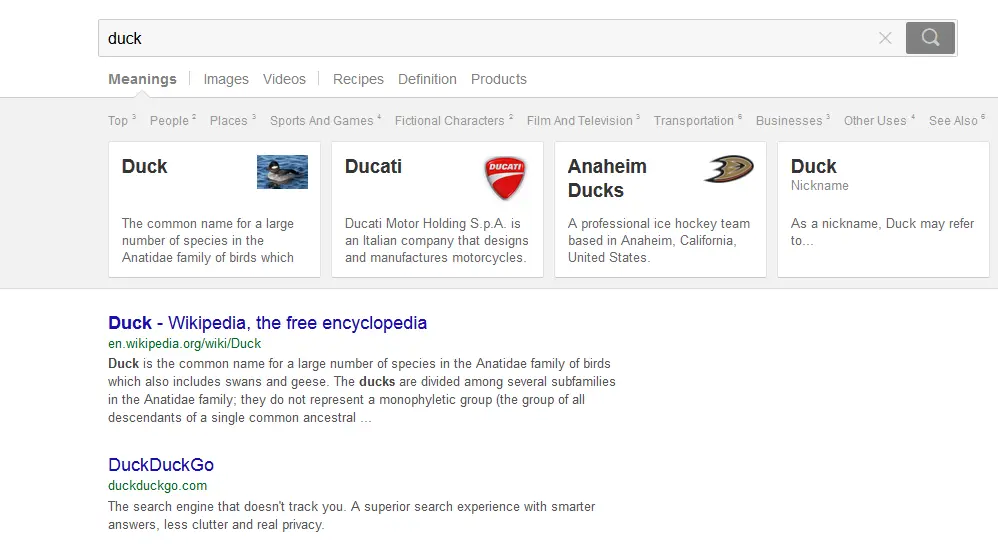 duck
Meanings Images Videos Recipes Definition Products
Top 3 People 2 Places 3 Sports And Games 4 Fictional Characters 2 Film And Television 3 Transportation 6 Businesses 3 Other Uses 4 See Also 6
Duck
The common name for a large
number of species in the
Anatidae family of birds which
Ducati
DUCATI
Ducati Motor Holding S.p.A. is
an Italian company that designs
and manufactures motorcycles.
Anaheim
Ducks
A professional ice hockey team
based in Anaheim, California,
United States.
Duck
Nickname
As a nickname, Duck may refer
to...
Duck - Wikipedia, the free encyclopedia
en.wikipedia.org/wiki/Duck
Duck is the common name for a large number of species in the Anatidae family of birds
which also includes swans and geese. The ducks are divided among several subfamilies
in the Anatidae family; they do not represent a monophyletic group (the group of all
descendants of a single common ancestral ...
DuckDuckGo
duckduckgo.com
The search engine that doesn't track you. A superior search experience with smarter
answers, less clutter and real privacy.